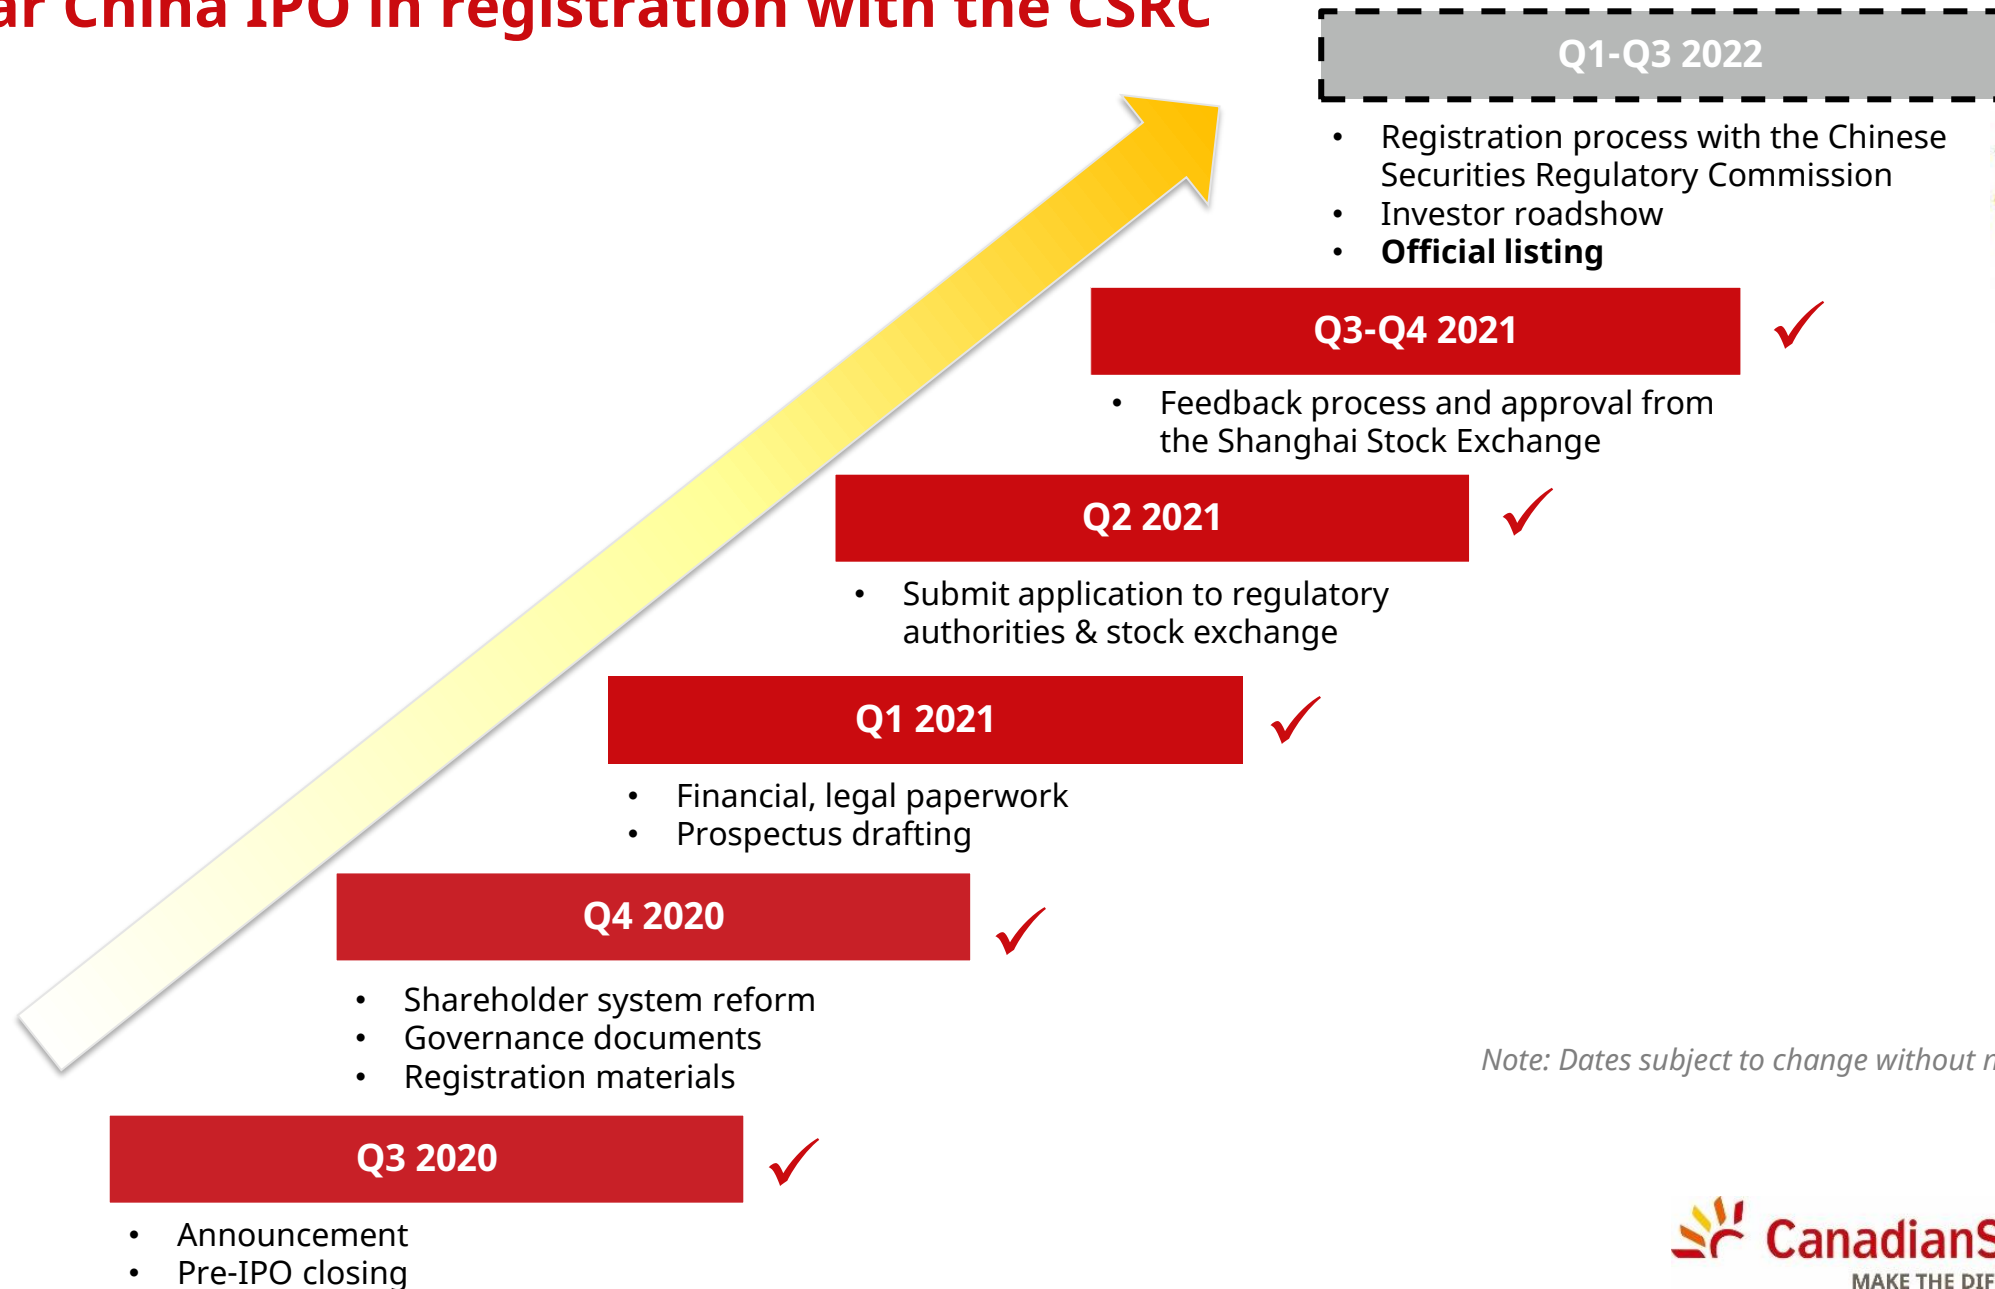 ar China IPO in registration with the CSRC
Q1-Q3 2022
• Registration process with the Chinese
Securities Regulatory Commission
• Investor roadshow
• Official listing
Q3-Q4 2021
• Feedback process and approval from
the Shanghai Stock Exchange
Q2 2021
• Submit application to regulatory
authorities & stock exchange
Q1 2021
• Financial, legal paperwork
• Prospectus drafting
Q4 2020
• Shareholder system reform
• Governance documents
• Registration materials
Note: Dates subject to change without n
Q3 2020
• Announcement
• Pre-IPO closing
CanadianS
MAKE THE DIF